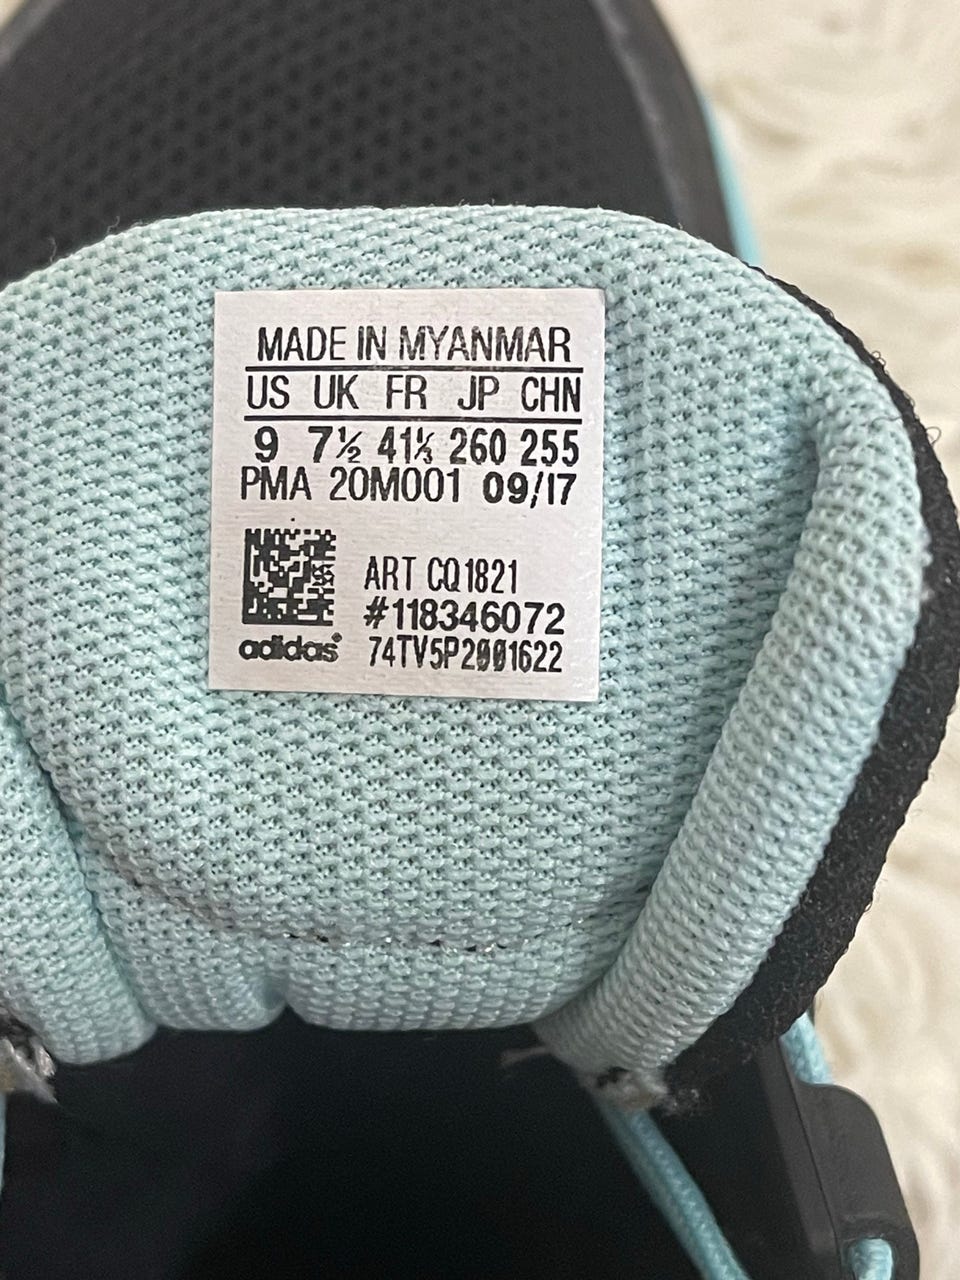 MADE IN MYANMAR
US UK FR JP CHN
9 7½ 41⅓ 260 255
PMA 20M001 09/17
ART CQ1821
#118346072
adidas® 74TV5P2001622